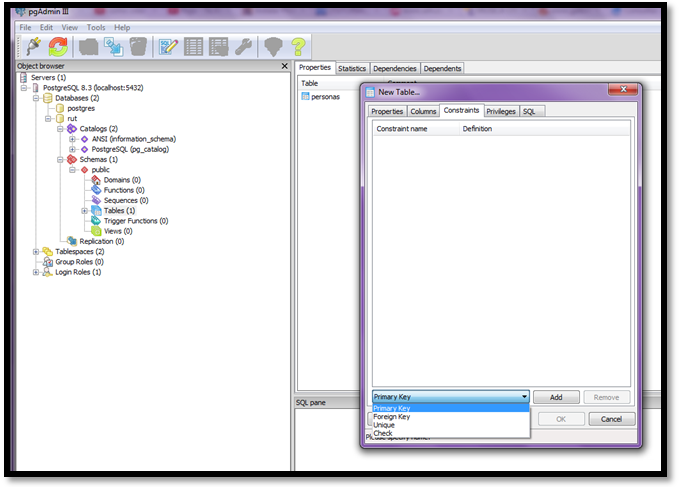 pgAdmin III
File Edit View Tools Help
Object browser
Servers (1)
PostgreSQL 8.3 (localhost:5432)
Databases (2)
postgres
rut
Catalogs (2)
ANSI (information_schema)
PostgreSQL (pg_catalog)
Schemas (1)
public
Domains (0)
Functions (0)
Sequences (0)
Tables (1)
Trigger Functions (0)
Views (0)
Replication (0)
Tablespaces (2)
Group Roles (0)
Login Roles (1)
Properties Statistics Dependencies Dependents
Table
personas
SQL pane
New Table...
Properties Columns Constraints Privileges SQL
Constraint name Definition
Primary Key Add Remove
Primary Key
Foreign Key
Unique
Check
OK Cancel
Please specify name.